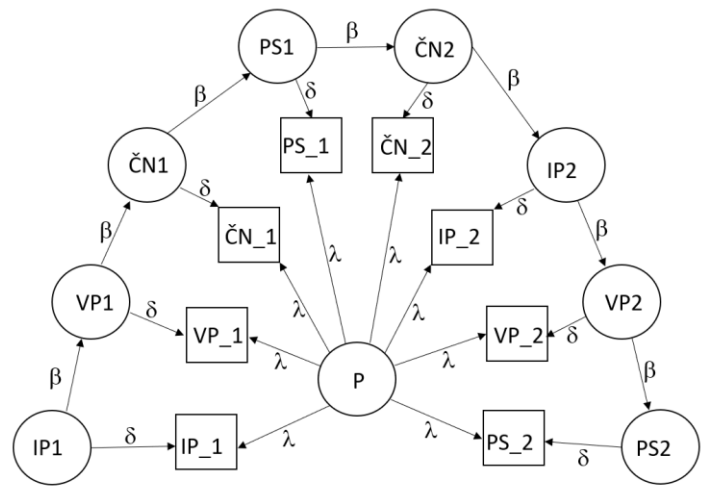 PS1
β
ČN2
β
δ
δ
β
PS_1
ČN_2
ČN1
IP2
δ
δ
β
ČN_1
IP_2
β
λ
λ
VP1
λ
λ
VP2
δ
VP_1
VP_2
δ
λ
λ
β
P
β
IP1
δ
IP_1
λ
λ
PS_2
δ
PS2